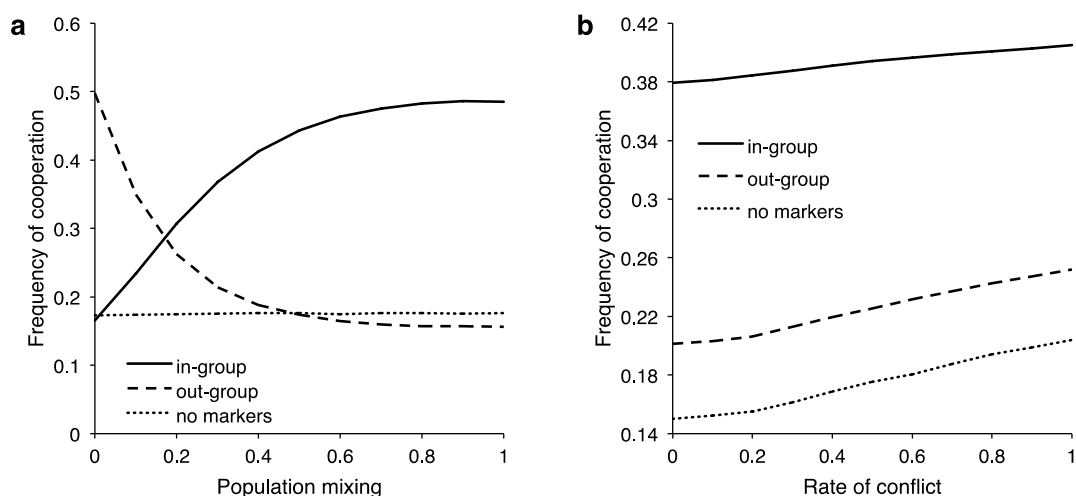 a
0.6
0.5
0.4
0.3
0.2
0.1
0
Frequency of cooperation
in-group
out-group
no markers
0 0.2 0.4 0.6 0.8 1
Population mixing
b
0.42
0.38
0.34
0.3
0.26
0.22
0.18
0.14
Frequency of cooperation
in-group
out-group
no markers
0 0.2 0.4 0.6 0.8 1
Rate of conflict